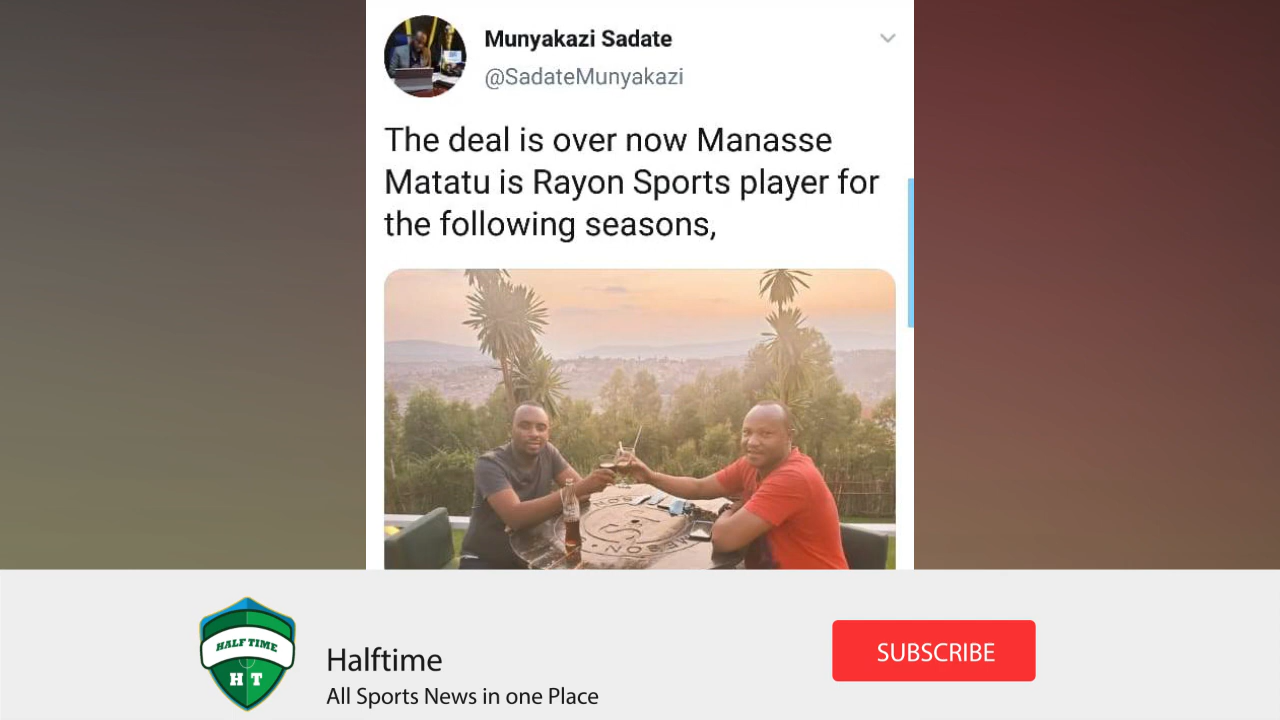 Munyakazi Sadate
@SadateMunyakazi
The deal is over now Manasse
Matatu is Rayon Sports player for
the following seasons,
HALF TIME
H T
Halftime
All Sports News in one Place
SUBSCRIBE